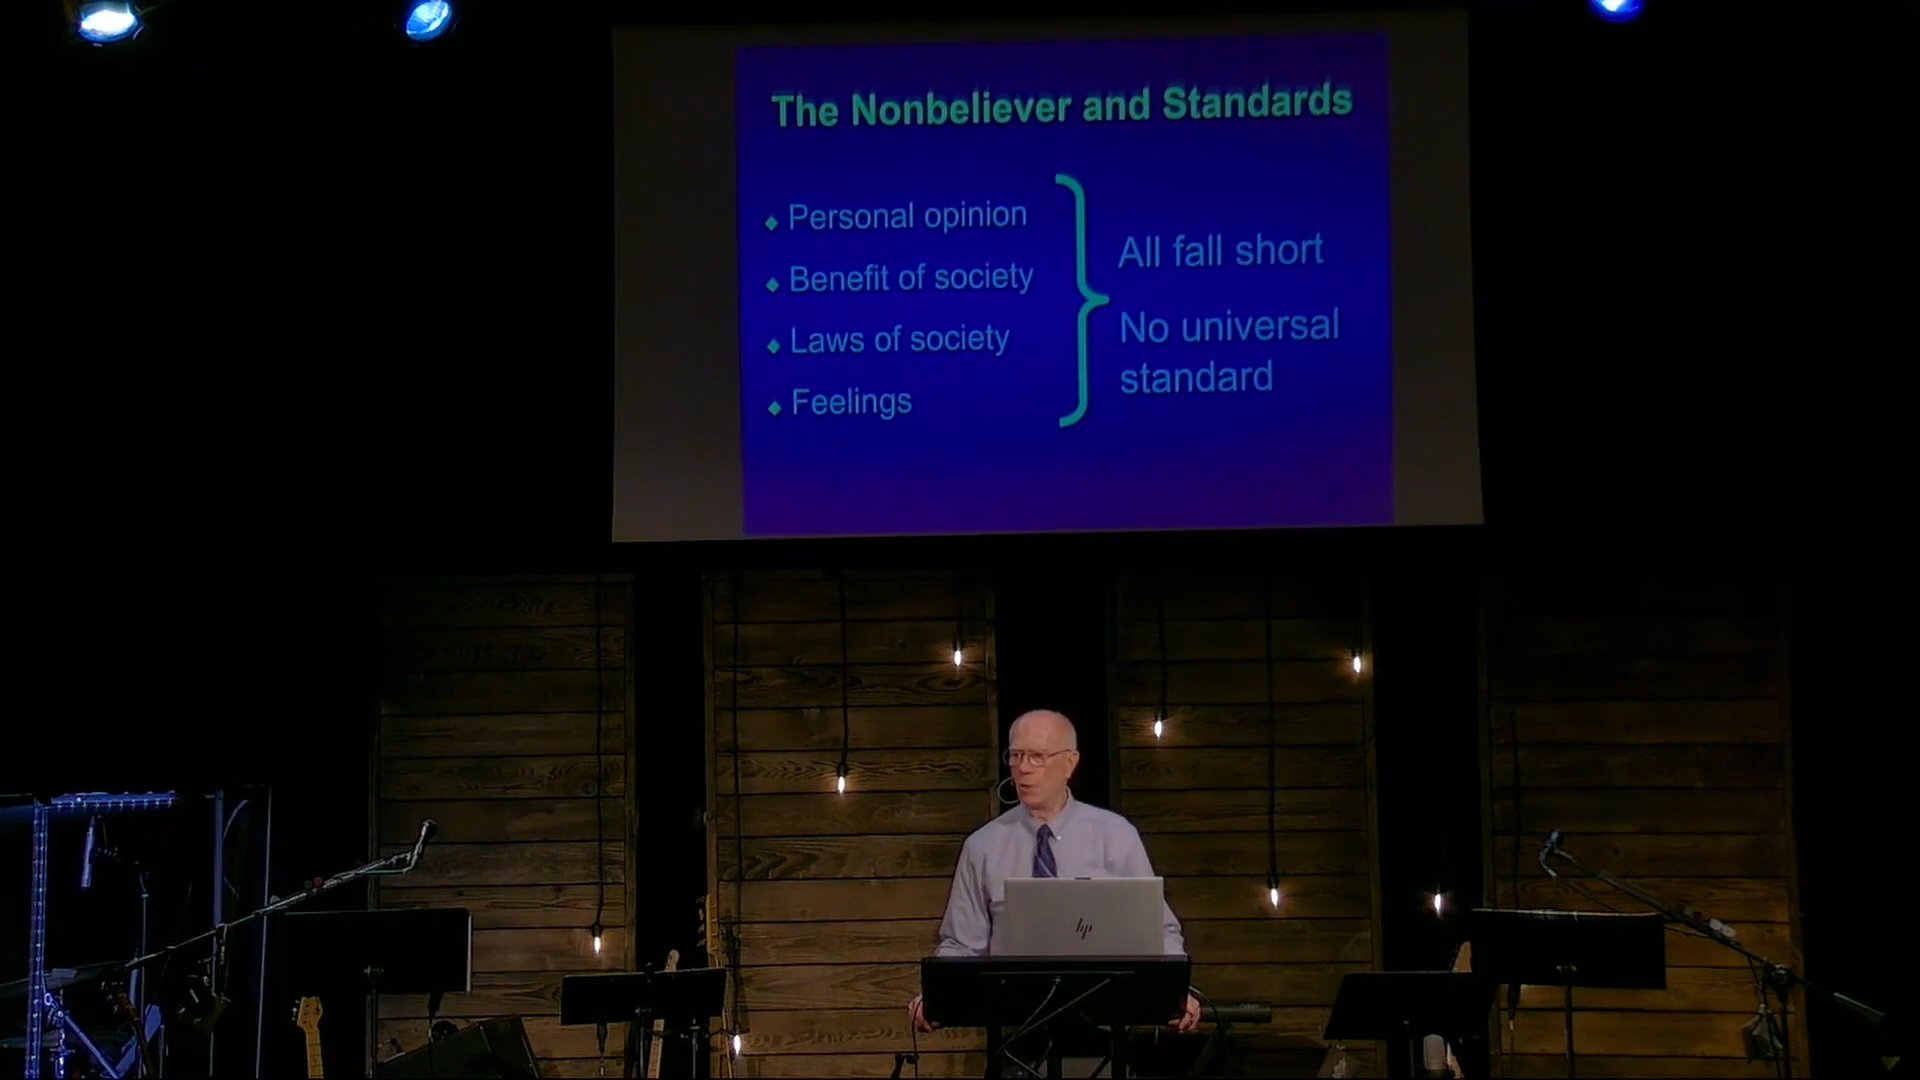 The Nonbeliever and Standards
Personal opinion
Benefit of society
Laws of society
Feelings
All fall short
No universal
standard
hp